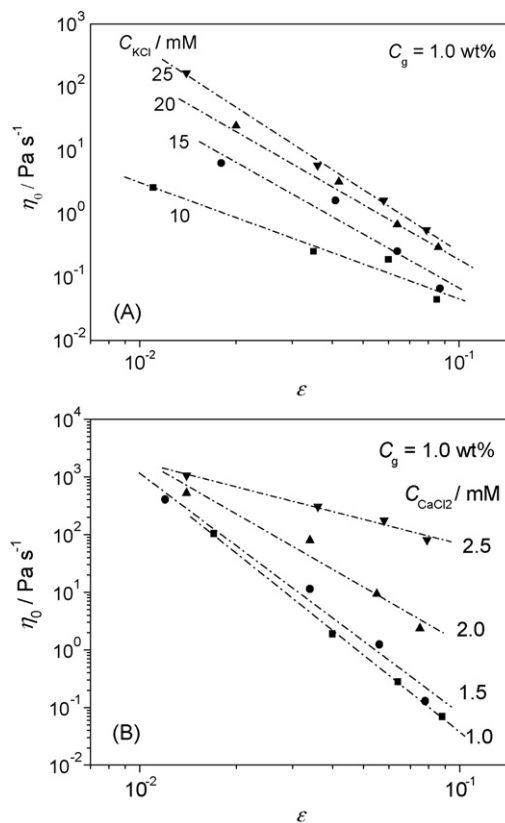 10³
C_KCl / mM
C_g = 1.0 wt%
10²
25
20
10¹
15
η₀ / Pa s⁻¹
10⁰
10
10⁻¹
(A)
10⁻²
10⁻² 10⁻¹
ε
10⁴
C_g = 1.0 wt%
10³
C_CaCl2 / mM
10²
2.5
10¹
η₀ / Pa s⁻¹
2.0
10⁰
1.5
10⁻¹
1.0
(B)
10⁻²
10⁻² 10⁻¹
ε